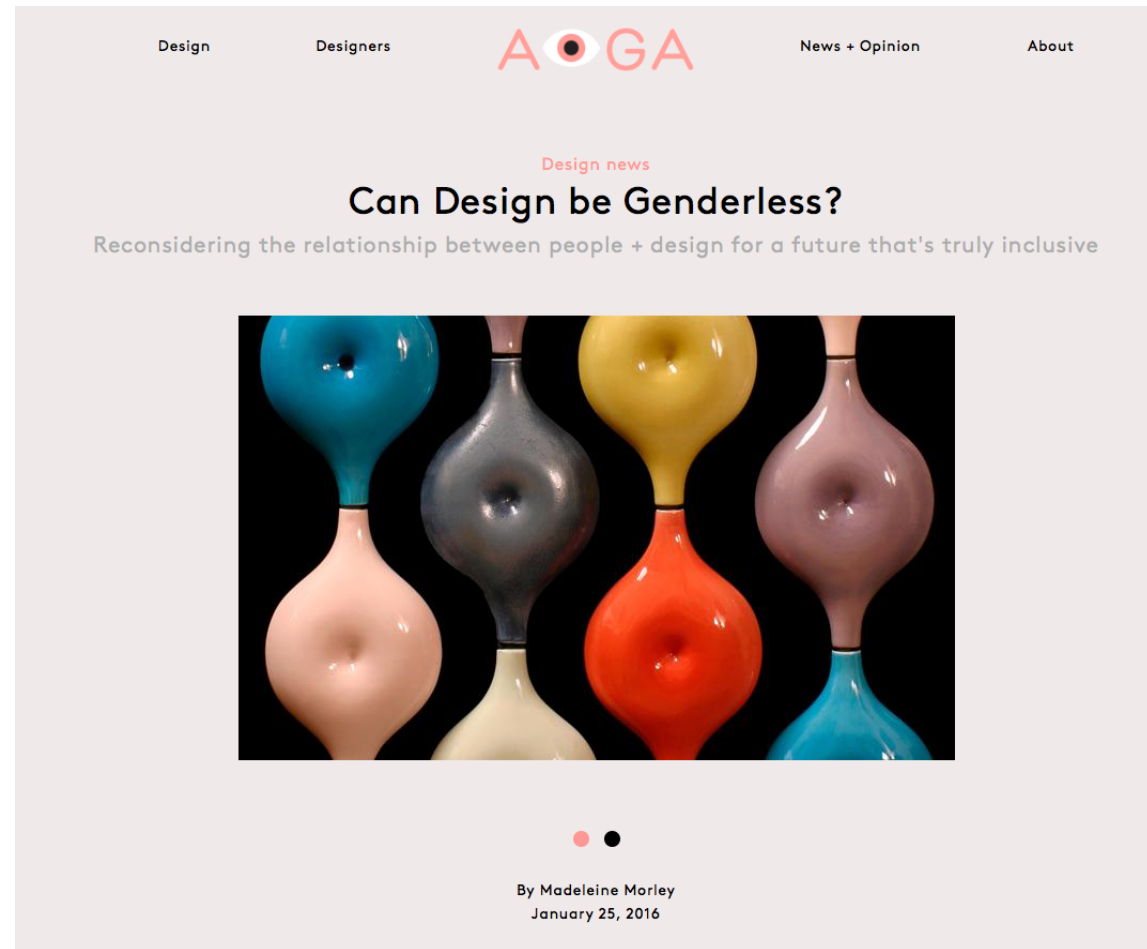 Design
Designers
A GA
News + Opinion
About
Design news
Can Design be Genderless?
Reconsidering the relationship between people + design for a future that's truly inclusive
By Madeleine Morley
January 25, 2016